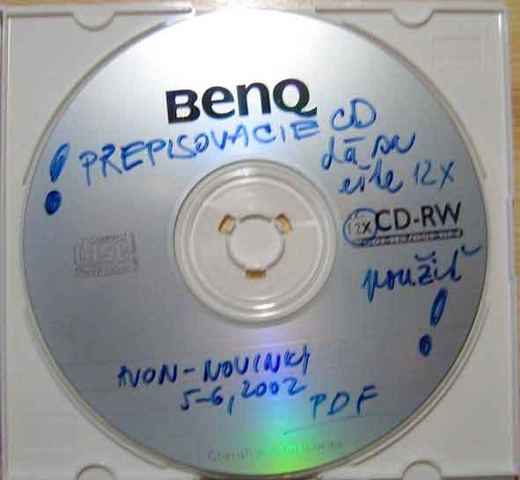 BenQ
! PREPISOVACIE CD
dá sa
ešte 12X
12x CD-RW
použiť
!
AVON-NOVINKY
5-6, 2002
PDF